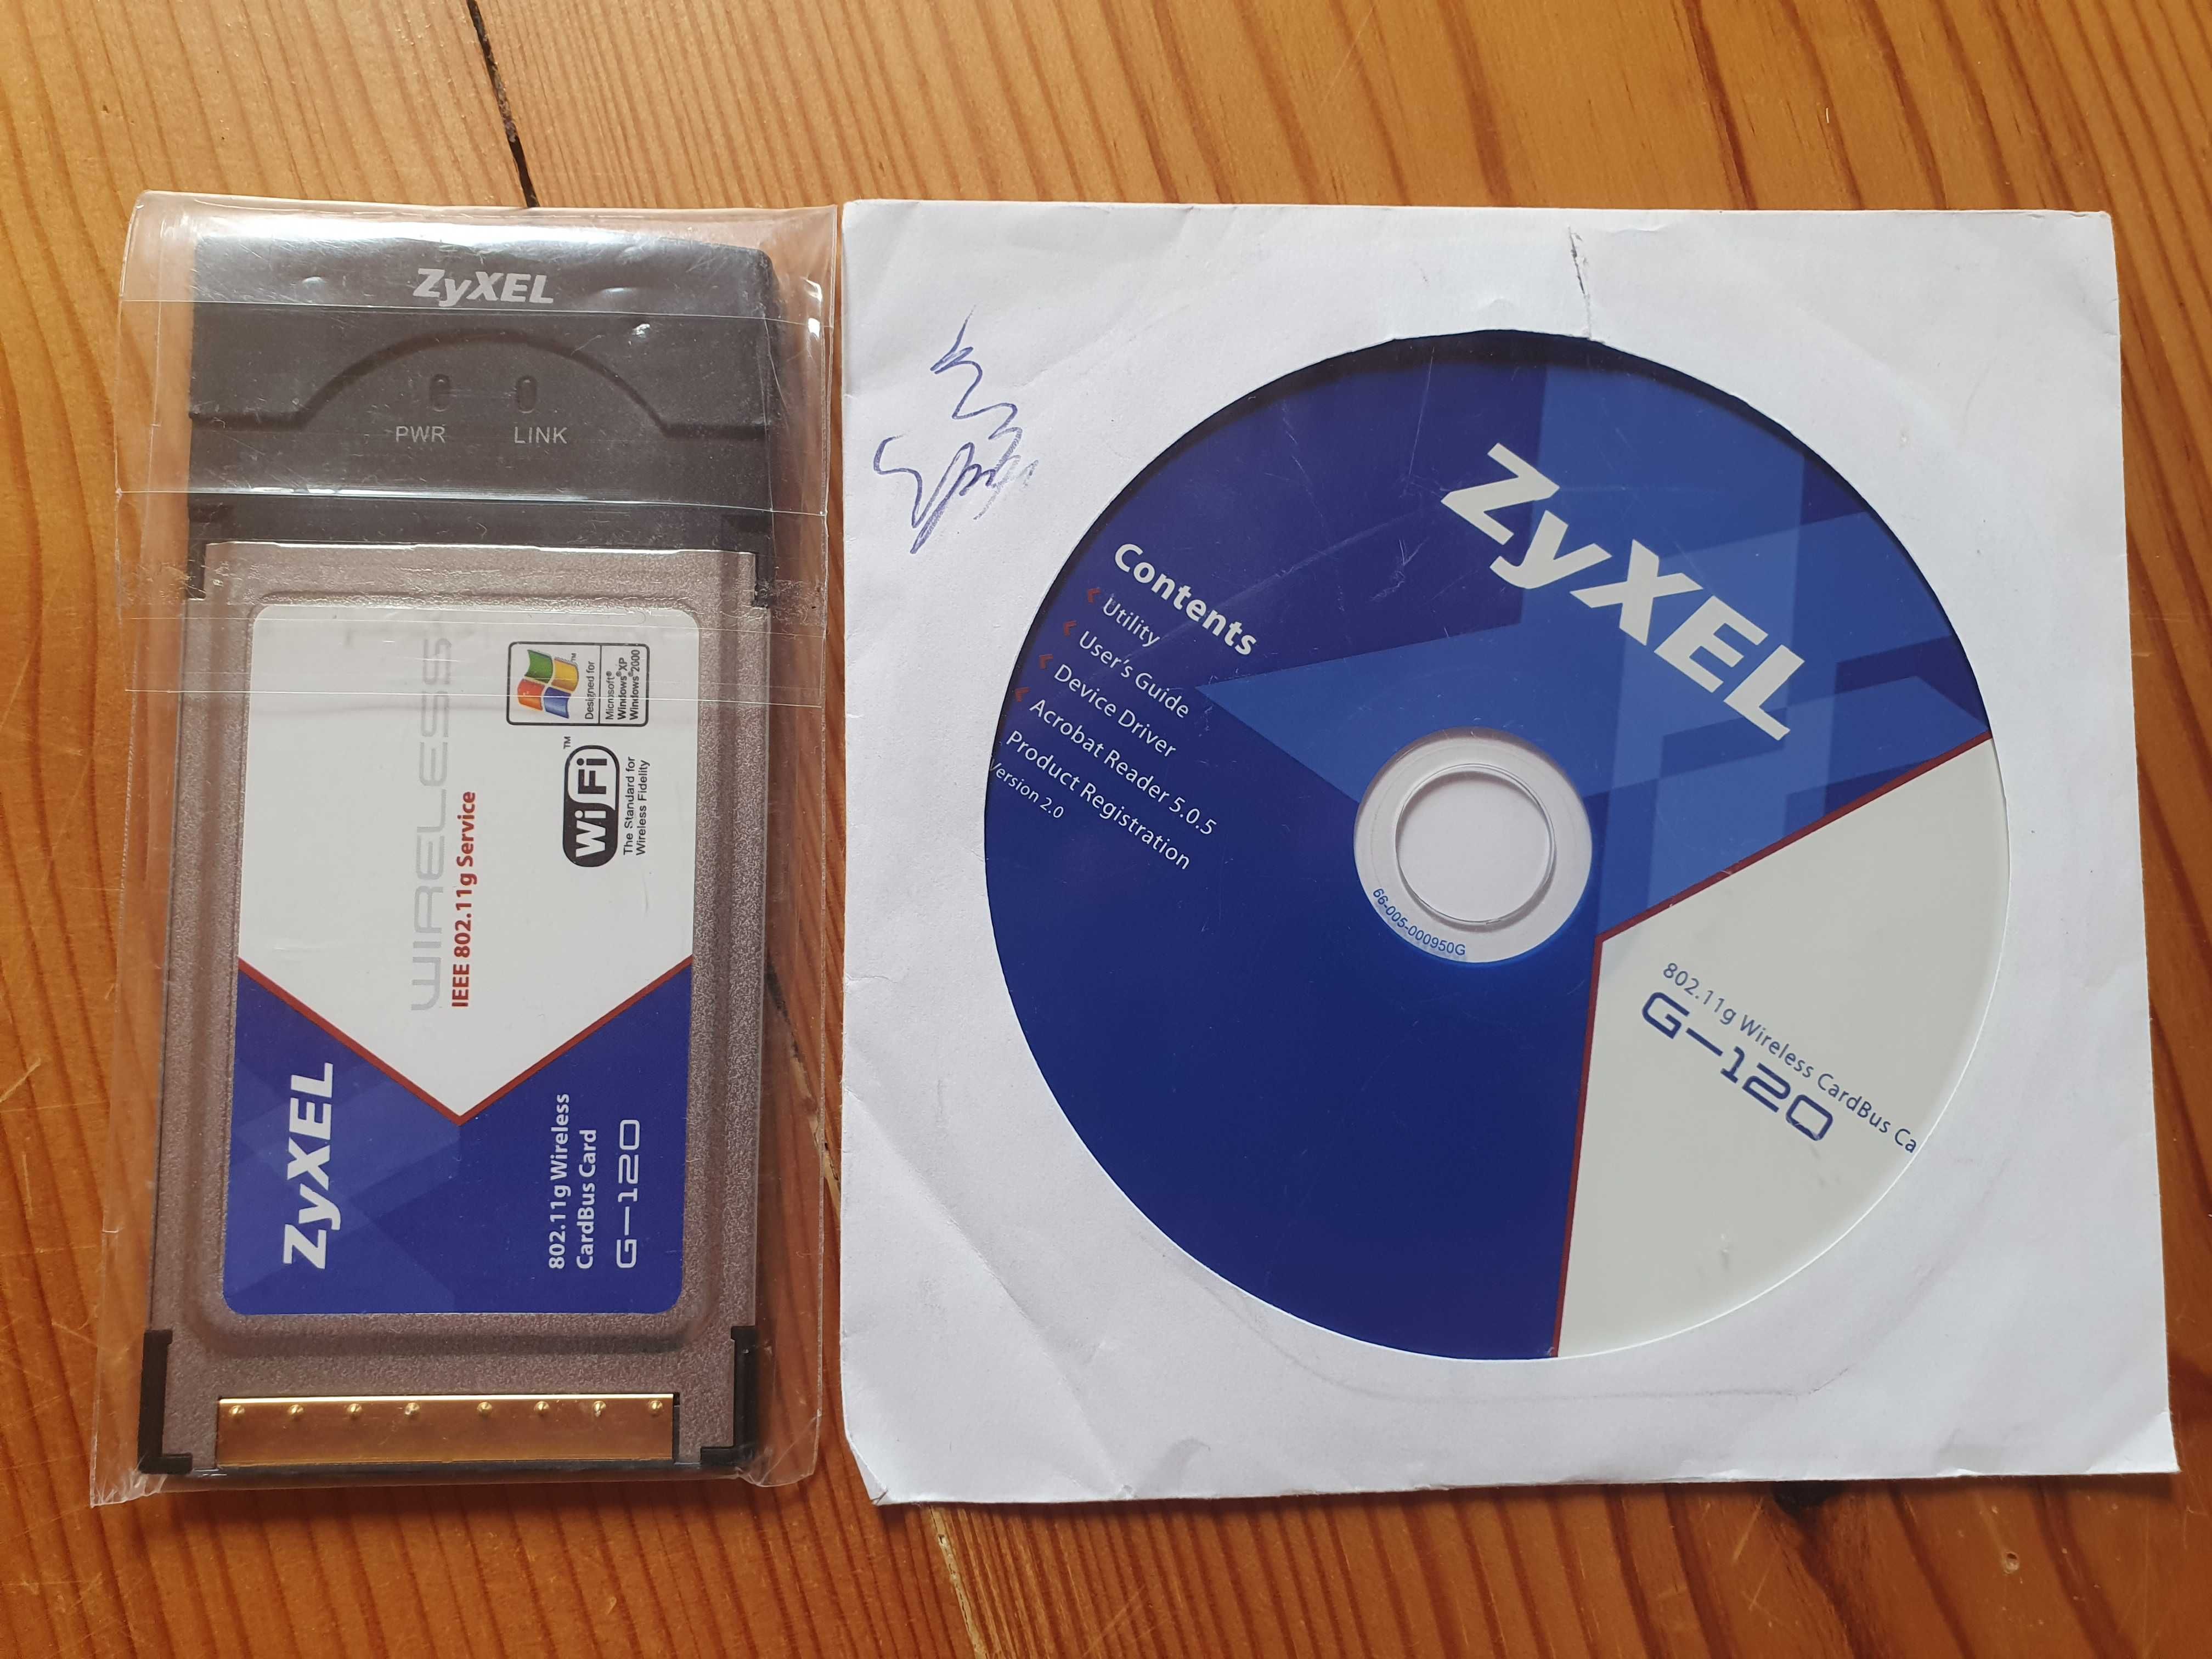 ZyXEL
PWR LINK
WIRELESS
IEEE 802.11g Service
Designed for
Microsoft®
Windows®XP
Windows®2000
WiFi™
The Standard for
Wireless Fidelity
ZyXEL
802.11g Wireless
CardBus Card
G-120
ZyXEL
Contents
Utility
User's Guide
Device Driver
Acrobat Reader 5.0.5
Product Registration
Version 2.0
66-005-000950G
802.11g Wireless CardBus Ca
G-120